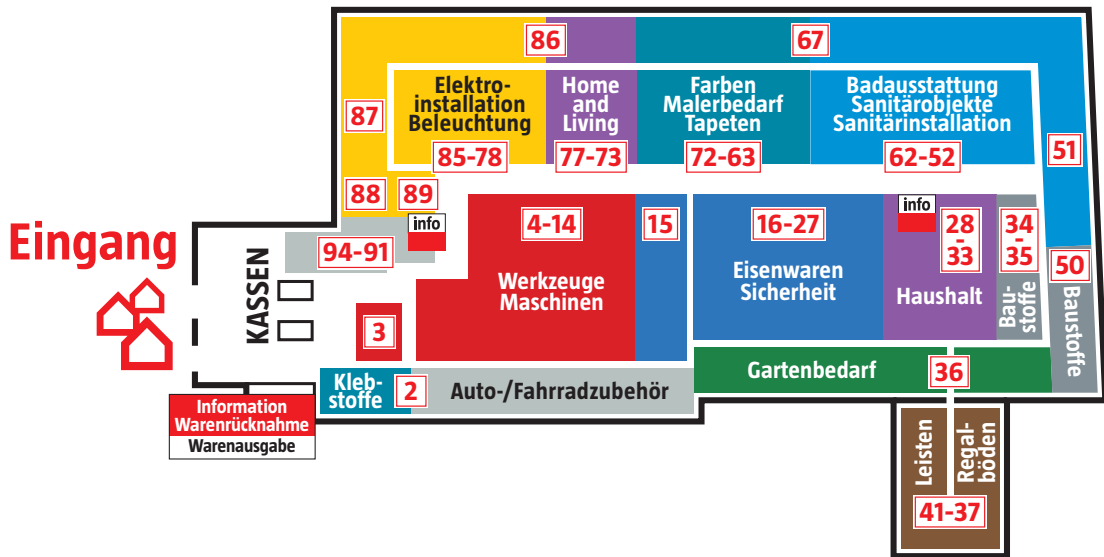 86
67
87
Elektro-
installation
Beleuchtung
85-78
Home
and
Living
77-73
Farben
Malerbedarf
Tapeten
72-63
Badausstattung
Sanitärobjekte
Sanitärinstallation
62-52
51
88
89
info
94-91
Eingang
KASSEN
4-14
Werkzeuge
Maschinen
15
16-27
Eisenwaren
Sicherheit
info
28
-
33
Haushalt
34
-
35
Bau-
stoffe
50
Baustoffe
3
Kleb-
stoffe
2
Auto-/Fahrradzubehör
Gartenbedarf
36
Information
Warenrücknahme
Warenausgabe
Leisten
Regal-
böden
41-37